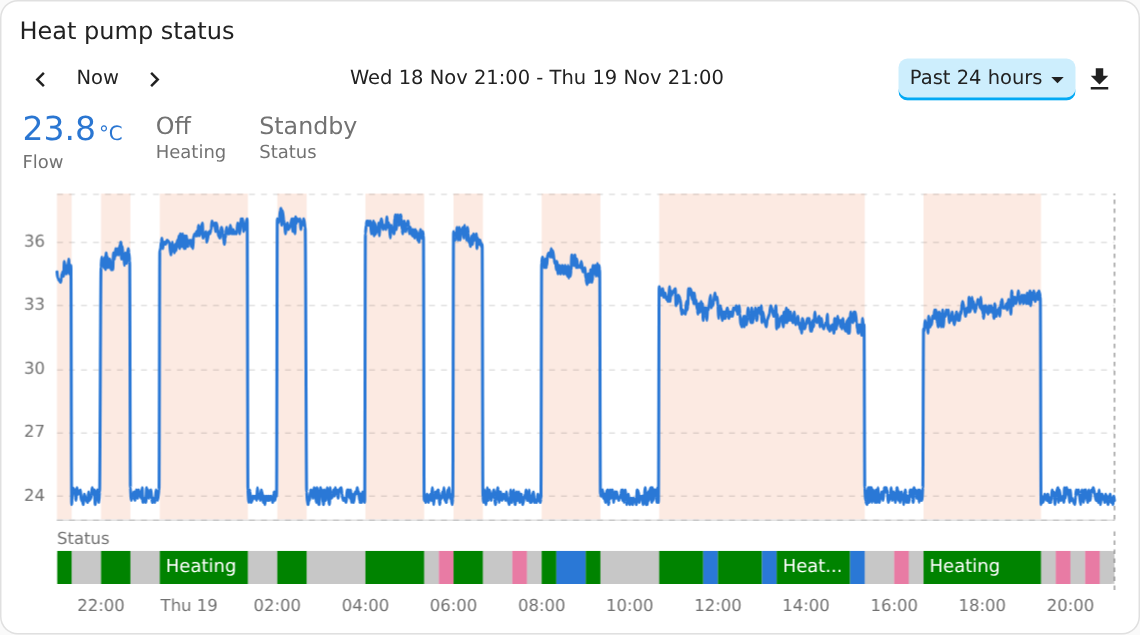 Heat pump status
Now
Wed 18 Nov 21:00 - Thu 19 Nov 21:00
Past 24 hours
23.8 °C
Flow
Off
Heating
Standby
Status
36
33
30
27
24
Status
Heating
Heat...
Heating
22:00 Thu 19 02:00 04:00 06:00 08:00 10:00 12:00 14:00 16:00 18:00 20:00